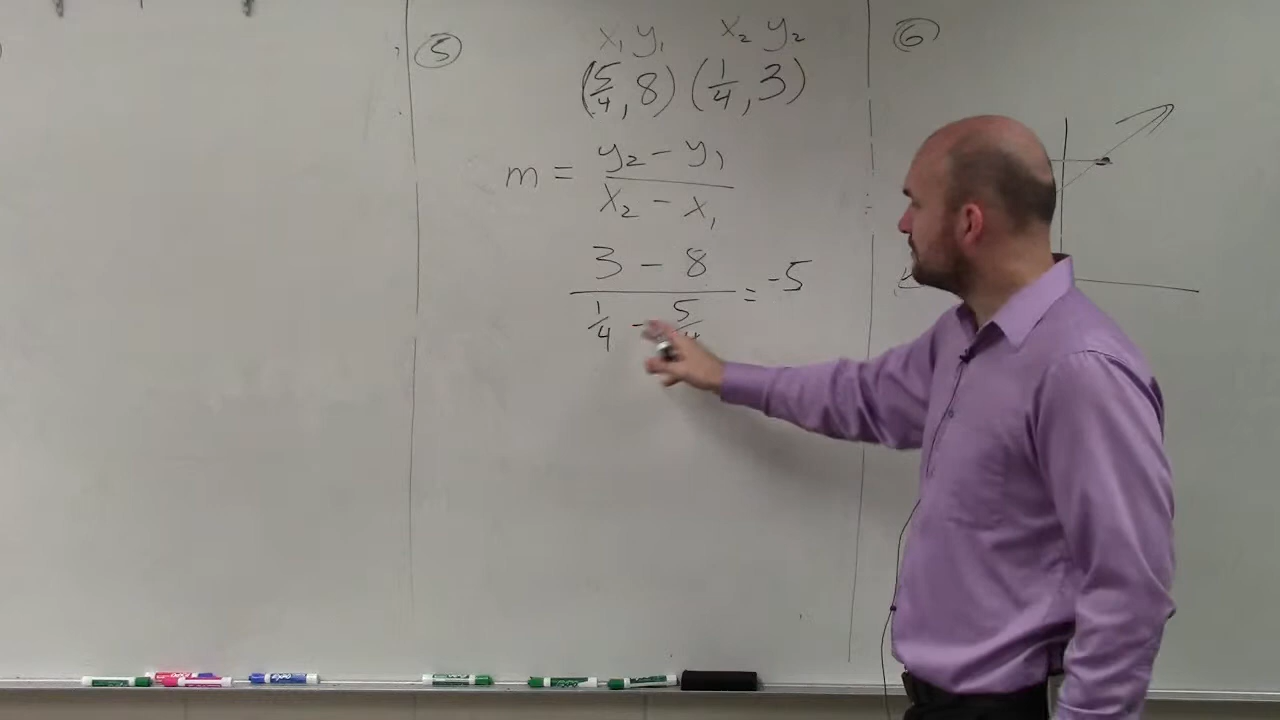 ⑤
x₁ y₁ x₂ y₂
(5/4, 8) (1/4, 3)
m = y₂ − y₁ / x₂ − x₁
3 − 8 / 1/4 − 5/4 = -5
⑥